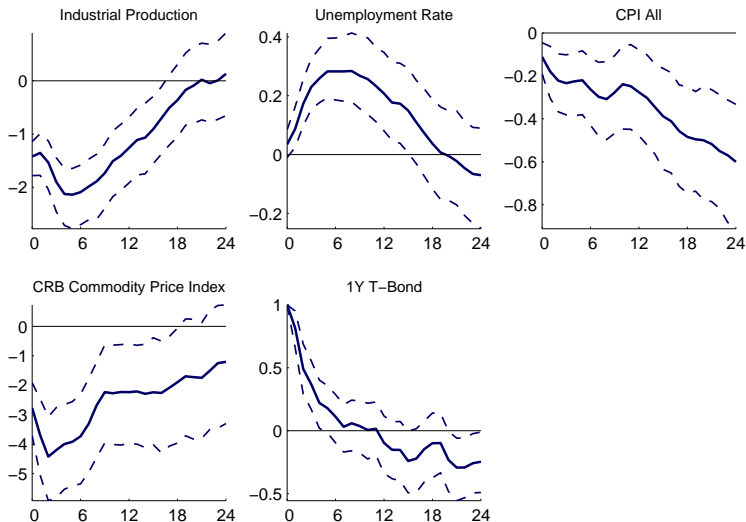 Industrial Production
0
−1
−2
0 6 12 18 24
Unemployment Rate
0.4
0.2
0
−0.2
0 6 12 18 24
CPI All
0
−0.2
−0.4
−0.6
−0.8
0 6 12 18 24
CRB Commodity Price Index
0
−1
−2
−3
−4
−5
0 6 12 18 24
1Y T−Bond
1
0.5
0
−0.5
0 6 12 18 24